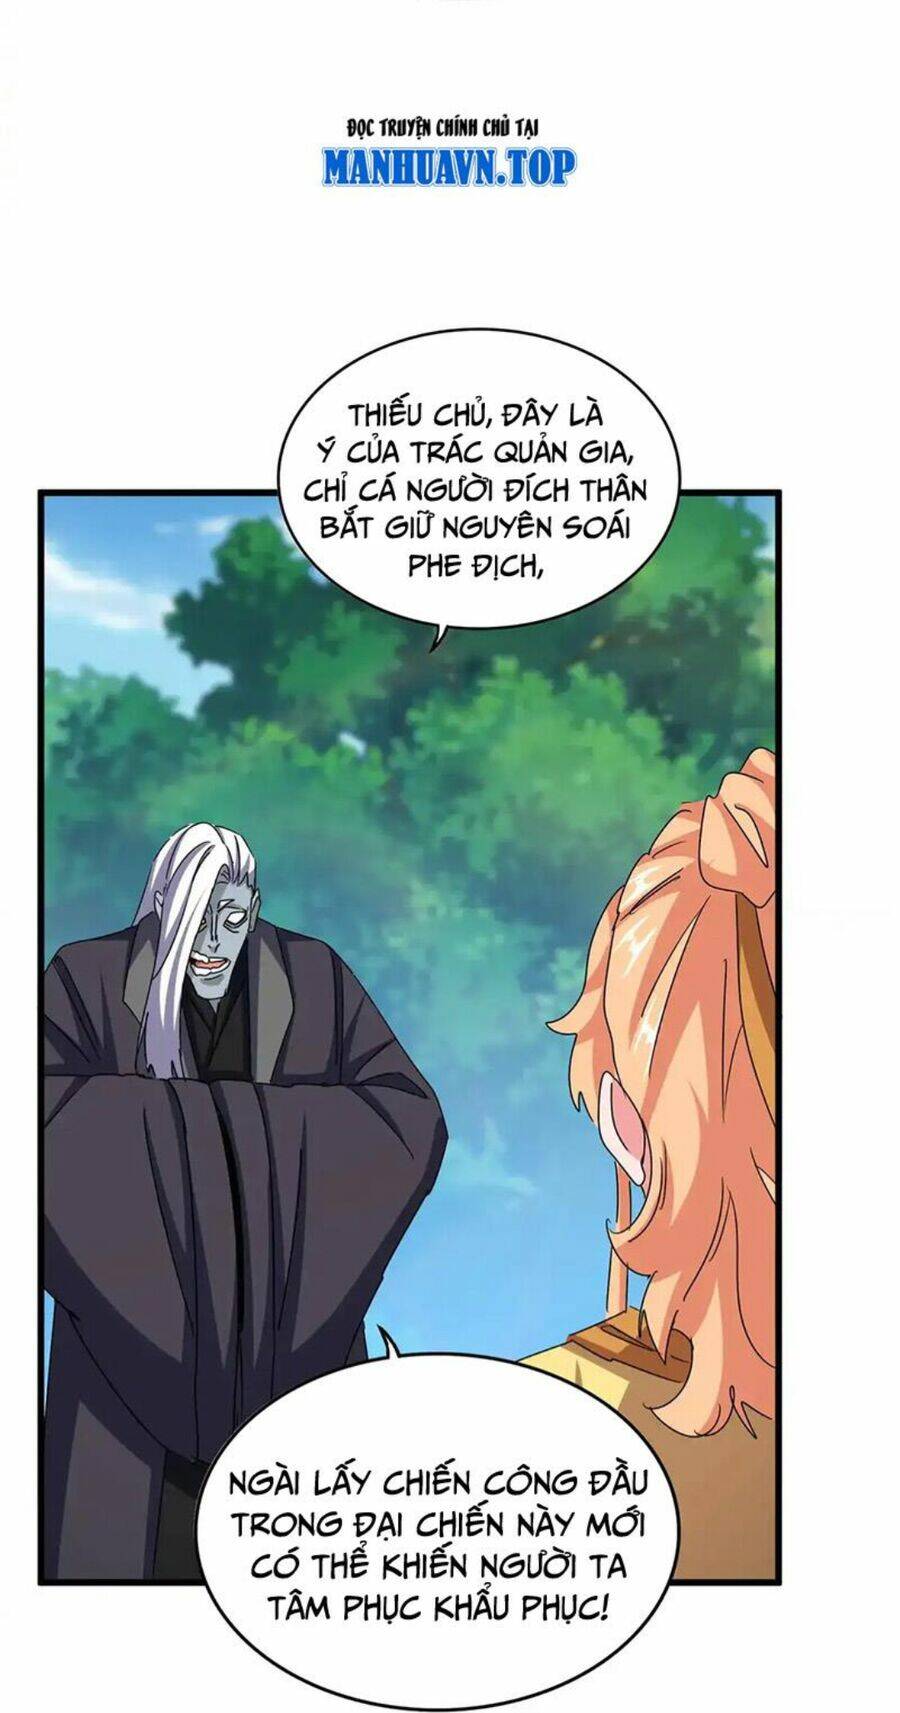 ĐỌC TRUYỆN CHÍNH CHỦ TẠI
MANHUAVN.TOP
THIẾU CHỦ, ĐÂY LÀ
Ý CỦA TRÁC QUẢN GIA,
CHỈ CÁ NGƯỜI ĐÍCH THÂN
BẮT GIỮ NGUYÊN SOÁI
PHE ĐỊCH,
NGÀI LẤY CHIẾN CÔNG ĐẦU
TRONG ĐẠI CHIẾN NÀY MỚI
CÓ THỂ KHIẾN NGƯỜI TA
TÂM PHỤC KHẨU PHỤC!